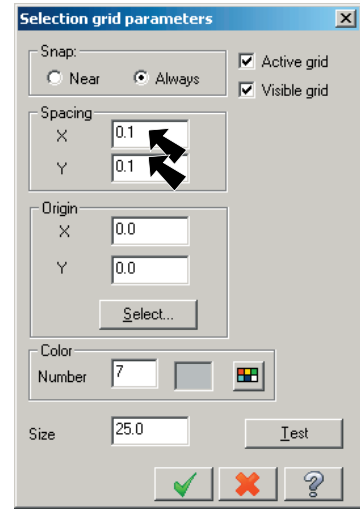 Selection grid parameters
Snap:
Near Always
Active grid
Visible grid
Spacing
X 0.1
Y 0.1
Origin
X 0.0
Y 0.0
Select...
Color
Number 7
Size 25.0
Test